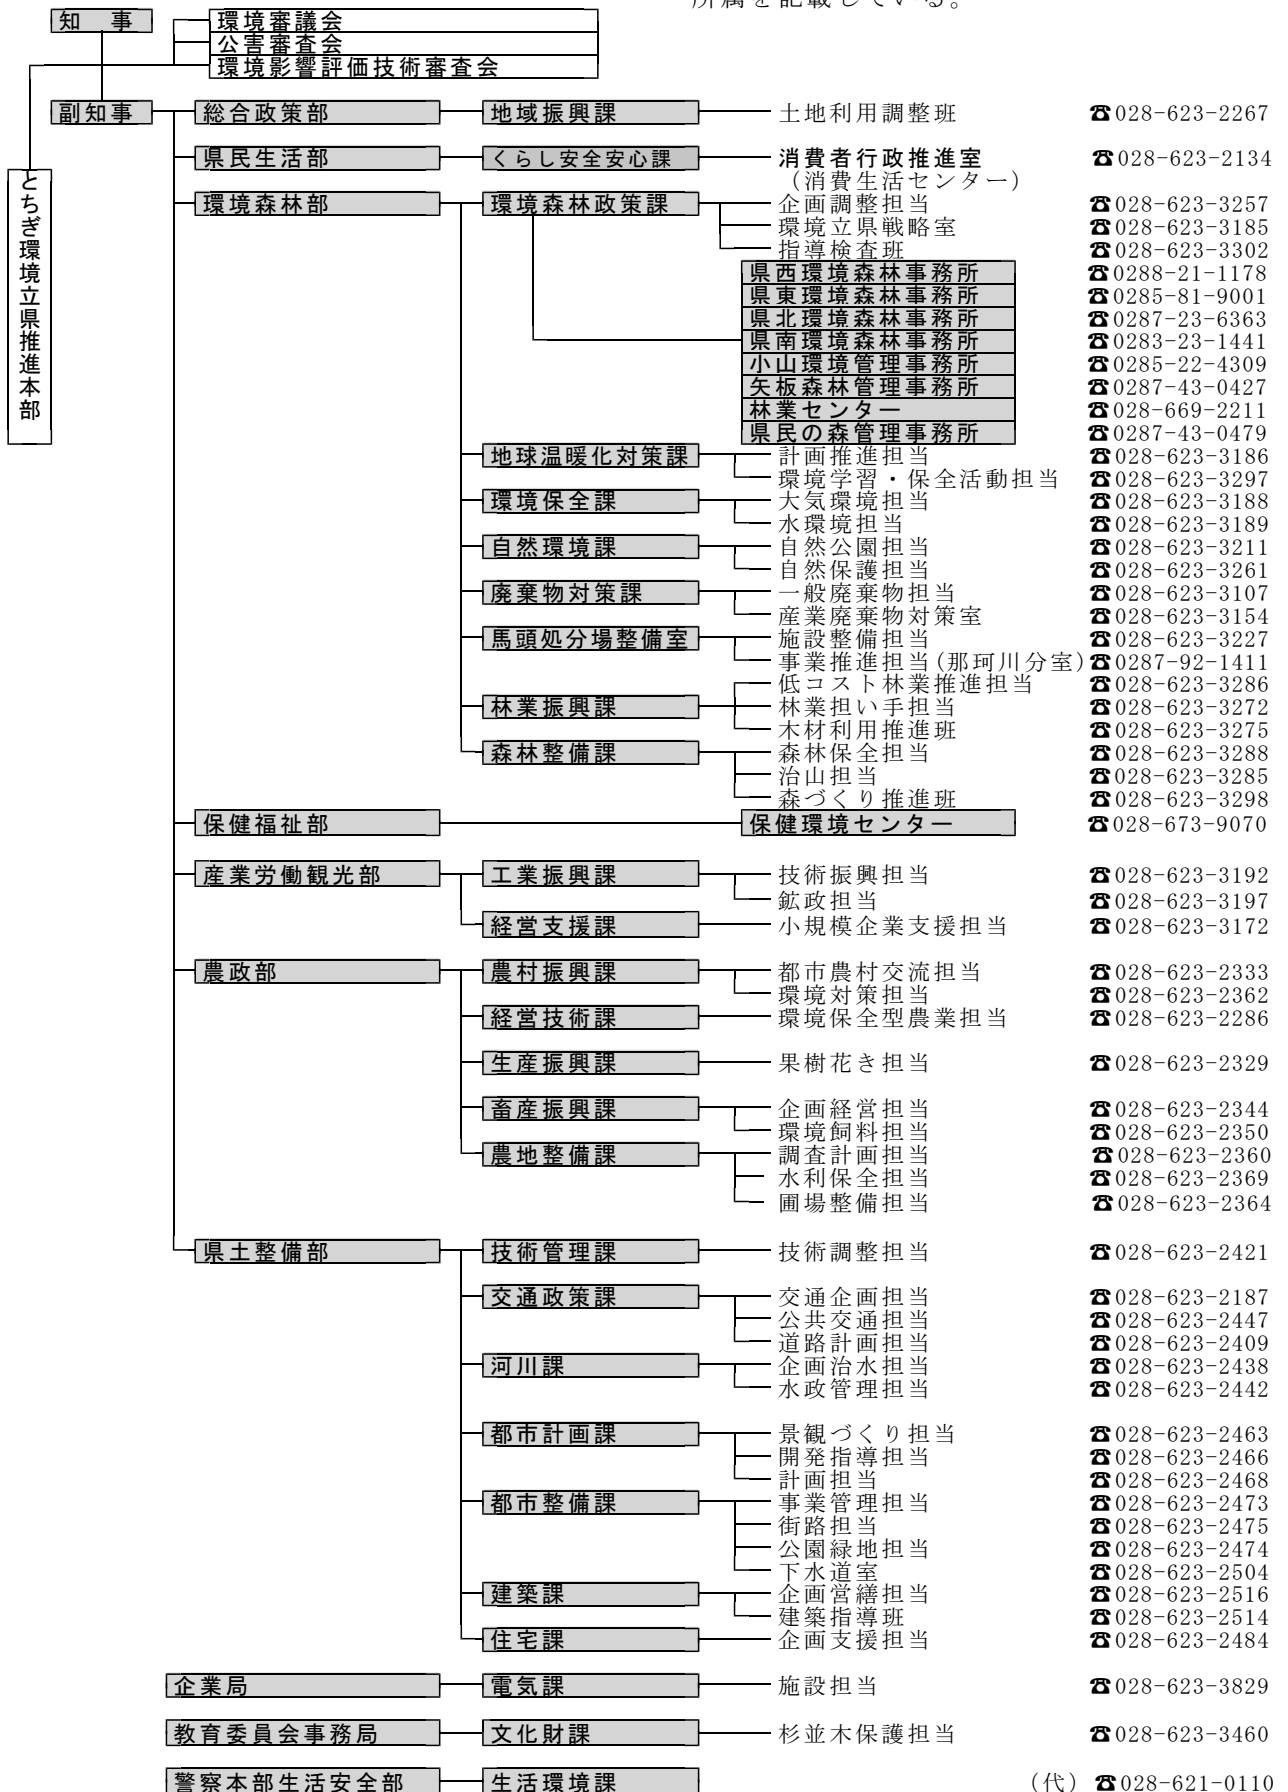 所属を記載している。
知　事
環境審議会
公害審査会
環境影響評価技術審査会
副知事 総合政策部 地域振興課 土地利用調整班 ☎028-623-2267
県民生活部 くらし安全安心課 消費者行政推進室 ☎028-623-2134
（消費生活センター）
とちぎ環境立県推進本部
環境森林部 環境森林政策課 企画調整担当 ☎028-623-3257
環境立県戦略室 ☎028-623-3185
指導検査班 ☎028-623-3302
県西環境森林事務所 ☎0288-21-1178
県東環境森林事務所 ☎0285-81-9001
県北環境森林事務所 ☎0287-23-6363
県南環境森林事務所 ☎0283-23-1441
小山環境管理事務所 ☎0285-22-4309
矢板森林管理事務所 ☎0287-43-0427
林業センター ☎028-669-2211
県民の森管理事務所 ☎0287-43-0479
地球温暖化対策課 計画推進担当 ☎028-623-3186
環境学習・保全活動担当 ☎028-623-3297
環境保全課 大気環境担当 ☎028-623-3188
水環境担当 ☎028-623-3189
自然環境課 自然公園担当 ☎028-623-3211
自然保護担当 ☎028-623-3261
廃棄物対策課 一般廃棄物担当 ☎028-623-3107
産業廃棄物対策室 ☎028-623-3154
馬頭処分場整備室 施設整備担当 ☎028-623-3227
事業推進担当(那珂川分室) ☎0287-92-1411
低コスト林業推進担当 ☎028-623-3286
林業振興課 林業担い手担当 ☎028-623-3272
木材利用推進班 ☎028-623-3275
森林整備課 森林保全担当 ☎028-623-3288
治山担当 ☎028-623-3285
森づくり推進班 ☎028-623-3298
保健福祉部 保健環境センター ☎028-673-9070
産業労働観光部 工業振興課 技術振興担当 ☎028-623-3192
鉱政担当 ☎028-623-3197
経営支援課 小規模企業支援担当 ☎028-623-3172
農政部 農村振興課 都市農村交流担当 ☎028-623-2333
環境対策担当 ☎028-623-2362
経営技術課 環境保全型農業担当 ☎028-623-2286
生産振興課 果樹花き担当 ☎028-623-2329
畜産振興課 企画経営担当 ☎028-623-2344
環境飼料担当 ☎028-623-2350
農地整備課 調査計画担当 ☎028-623-2360
水利保全担当 ☎028-623-2369
圃場整備担当 ☎028-623-2364
県土整備部 技術管理課 技術調整担当 ☎028-623-2421
交通政策課 交通企画担当 ☎028-623-2187
公共交通担当 ☎028-623-2447
道路計画担当 ☎028-623-2409
河川課 企画治水担当 ☎028-623-2438
水政管理担当 ☎028-623-2442
都市計画課 景観づくり担当 ☎028-623-2463
開発指導担当 ☎028-623-2466
計画担当 ☎028-623-2468
都市整備課 事業管理担当 ☎028-623-2473
街路担当 ☎028-623-2475
公園緑地担当 ☎028-623-2474
下水道室 ☎028-623-2504
建築課 企画営繕担当 ☎028-623-2516
建築指導班 ☎028-623-2514
住宅課 企画支援担当 ☎028-623-2484
企業局 電気課 施設担当 ☎028-623-3829
教育委員会事務局 文化財課 杉並木保護担当 ☎028-623-3460
警察本部生活安全部 生活環境課 （代）☎028-621-0110